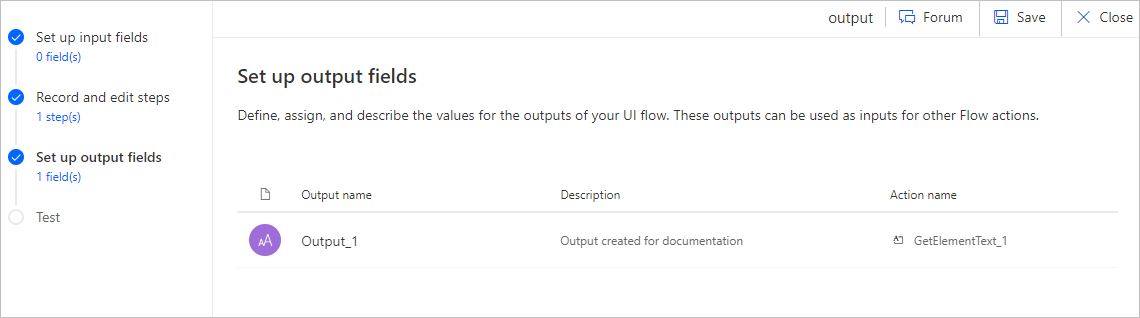 Set up input fields
0 field(s)
Record and edit steps
1 step(s)
Set up output fields
1 field(s)
Test
output Forum Save Close
Set up output fields
Define, assign, and describe the values for the outputs of your UI flow. These outputs can be used as inputs for other Flow actions.
Output name Description Action name
AA Output_1 Output created for documentation GetElementText_1